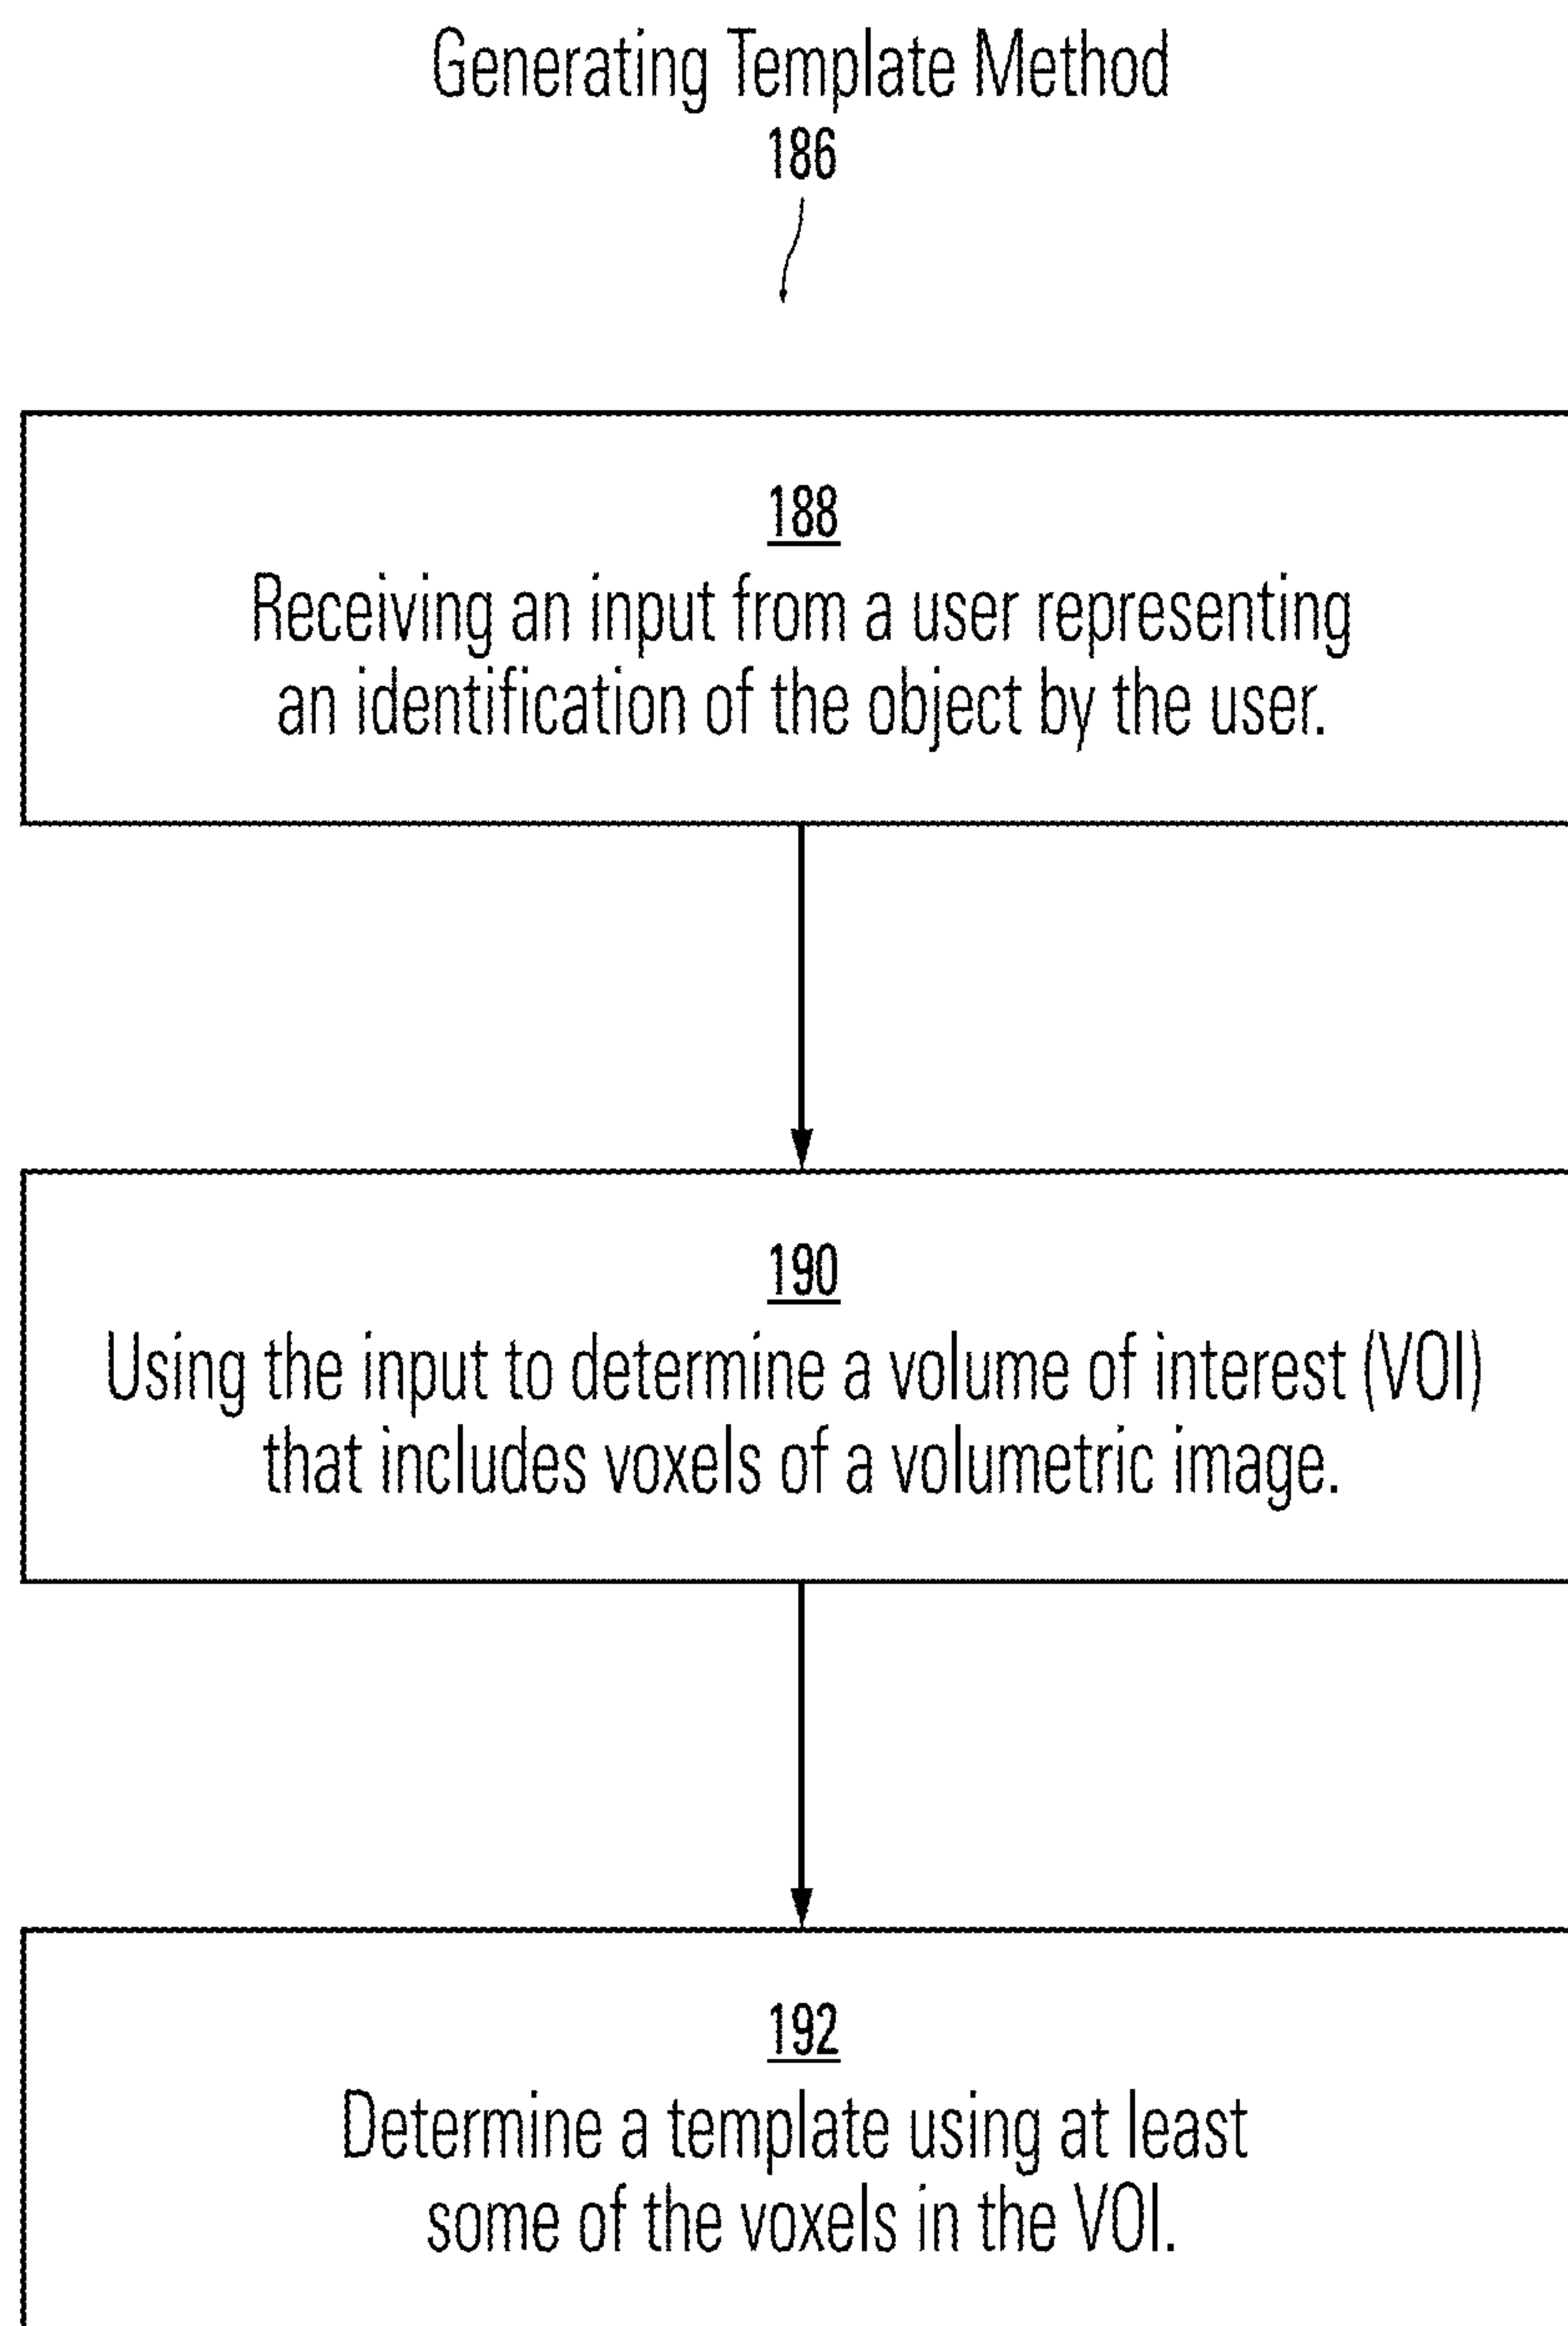 Generating Template Method
186
188
Receiving an input from a user representing
an identification of the object by the user.
190
Using the input to determine a volume of interest (VOI)
that includes voxels of a volumetric image.
192
Determine a template using at least
some of the voxels in the VOI.